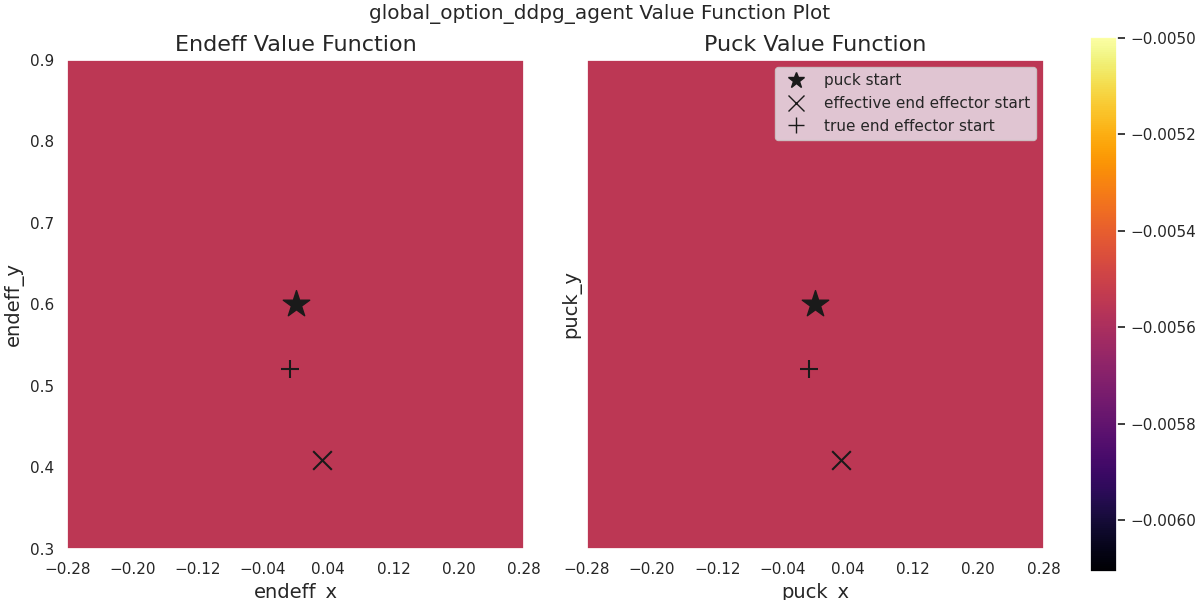 global_option_ddpg_agent Value Function Plot
Endeff Value Function
Puck Value Function
puck start
effective end effector start
true end effector start
0.9
0.8
0.7
0.6
0.5
0.4
0.3
endeff_y
−0.28 −0.20 −0.12 −0.04 0.04 0.12 0.20 0.28
endeff_x
puck_y
−0.28 −0.20 −0.12 −0.04 0.04 0.12 0.20 0.28
puck_x
−0.0050
−0.0052
−0.0054
−0.0056
−0.0058
−0.0060